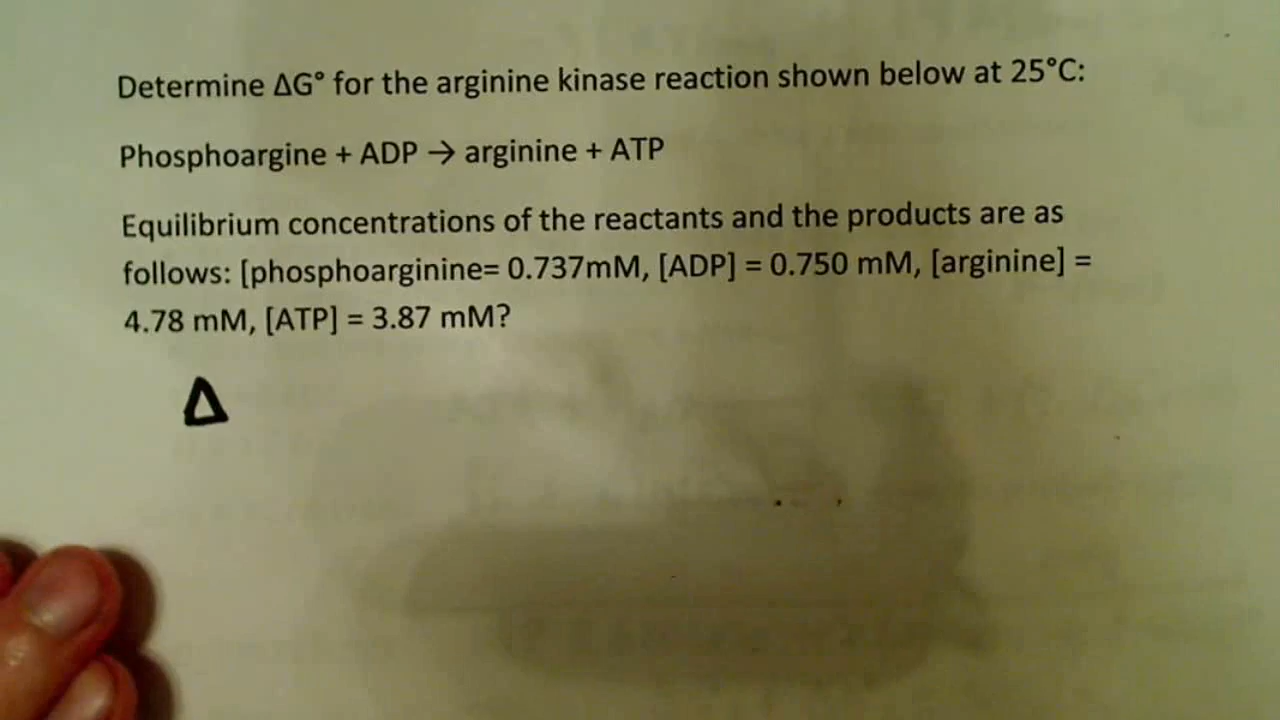 Determine ΔG° for the arginine kinase reaction shown below at 25°C:
Phosphoargine + ADP → arginine + ATP
Equilibrium concentrations of the reactants and the products are as
follows: [phosphoarginine= 0.737mM, [ADP] = 0.750 mM, [arginine] =
4.78 mM, [ATP] = 3.87 mM?
Δ